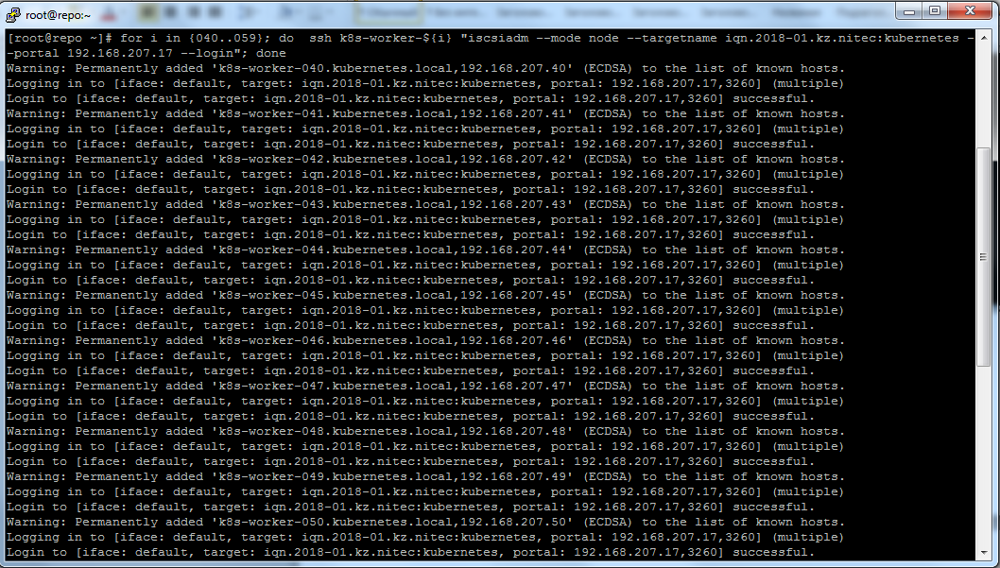 root@repo:~
[root@repo ~]# for i in {040..059}; do  ssh k8s-worker-${i} "iscsiadm --mode node --targetname iqn.2018-01.kz.nitec:kubernetes -
-portal 192.168.207.17 --login"; done
Warning: Permanently added 'k8s-worker-040.kubernetes.local,192.168.207.40' (ECDSA) to the list of known hosts.
Logging in to [iface: default, target: iqn.2018-01.kz.nitec:kubernetes, portal: 192.168.207.17,3260] (multiple)
Login to [iface: default, target: iqn.2018-01.kz.nitec:kubernetes, portal: 192.168.207.17,3260] successful.
Warning: Permanently added 'k8s-worker-041.kubernetes.local,192.168.207.41' (ECDSA) to the list of known hosts.
Logging in to [iface: default, target: iqn.2018-01.kz.nitec:kubernetes, portal: 192.168.207.17,3260] (multiple)
Login to [iface: default, target: iqn.2018-01.kz.nitec:kubernetes, portal: 192.168.207.17,3260] successful.
Warning: Permanently added 'k8s-worker-042.kubernetes.local,192.168.207.42' (ECDSA) to the list of known hosts.
Logging in to [iface: default, target: iqn.2018-01.kz.nitec:kubernetes, portal: 192.168.207.17,3260] (multiple)
Login to [iface: default, target: iqn.2018-01.kz.nitec:kubernetes, portal: 192.168.207.17,3260] successful.
Warning: Permanently added 'k8s-worker-043.kubernetes.local,192.168.207.43' (ECDSA) to the list of known hosts.
Logging in to [iface: default, target: iqn.2018-01.kz.nitec:kubernetes, portal: 192.168.207.17,3260] (multiple)
Login to [iface: default, target: iqn.2018-01.kz.nitec:kubernetes, portal: 192.168.207.17,3260] successful.
Warning: Permanently added 'k8s-worker-044.kubernetes.local,192.168.207.44' (ECDSA) to the list of known hosts.
Logging in to [iface: default, target: iqn.2018-01.kz.nitec:kubernetes, portal: 192.168.207.17,3260] (multiple)
Login to [iface: default, target: iqn.2018-01.kz.nitec:kubernetes, portal: 192.168.207.17,3260] successful.
Warning: Permanently added 'k8s-worker-045.kubernetes.local,192.168.207.45' (ECDSA) to the list of known hosts.
Logging in to [iface: default, target: iqn.2018-01.kz.nitec:kubernetes, portal: 192.168.207.17,3260] (multiple)
Login to [iface: default, target: iqn.2018-01.kz.nitec:kubernetes, portal: 192.168.207.17,3260] successful.
Warning: Permanently added 'k8s-worker-046.kubernetes.local,192.168.207.46' (ECDSA) to the list of known hosts.
Logging in to [iface: default, target: iqn.2018-01.kz.nitec:kubernetes, portal: 192.168.207.17,3260] (multiple)
Login to [iface: default, target: iqn.2018-01.kz.nitec:kubernetes, portal: 192.168.207.17,3260] successful.
Warning: Permanently added 'k8s-worker-047.kubernetes.local,192.168.207.47' (ECDSA) to the list of known hosts.
Logging in to [iface: default, target: iqn.2018-01.kz.nitec:kubernetes, portal: 192.168.207.17,3260] (multiple)
Login to [iface: default, target: iqn.2018-01.kz.nitec:kubernetes, portal: 192.168.207.17,3260] successful.
Warning: Permanently added 'k8s-worker-048.kubernetes.local,192.168.207.48' (ECDSA) to the list of known hosts.
Logging in to [iface: default, target: iqn.2018-01.kz.nitec:kubernetes, portal: 192.168.207.17,3260] (multiple)
Login to [iface: default, target: iqn.2018-01.kz.nitec:kubernetes, portal: 192.168.207.17,3260] successful.
Warning: Permanently added 'k8s-worker-049.kubernetes.local,192.168.207.49' (ECDSA) to the list of known hosts.
Logging in to [iface: default, target: iqn.2018-01.kz.nitec:kubernetes, portal: 192.168.207.17,3260] (multiple)
Login to [iface: default, target: iqn.2018-01.kz.nitec:kubernetes, portal: 192.168.207.17,3260] successful.
Warning: Permanently added 'k8s-worker-050.kubernetes.local,192.168.207.50' (ECDSA) to the list of known hosts.
Logging in to [iface: default, target: iqn.2018-01.kz.nitec:kubernetes, portal: 192.168.207.17,3260] (multiple)
Login to [iface: default, target: iqn.2018-01.kz.nitec:kubernetes, portal: 192.168.207.17,3260] successful.